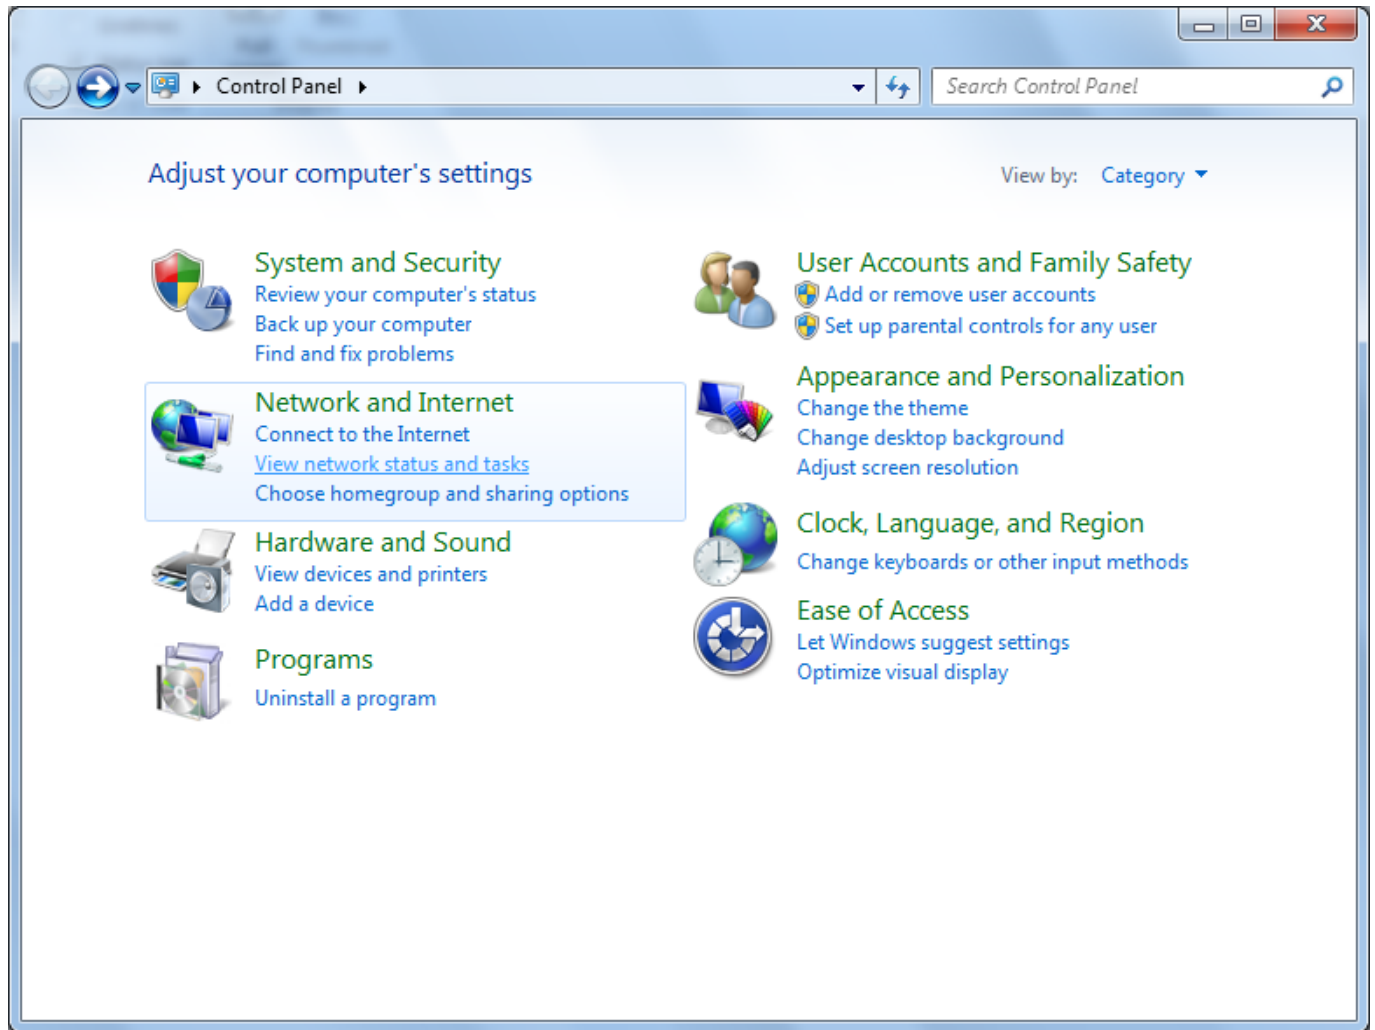 Control Panel
Search Control Panel
Adjust your computer's settings
View by: Category
System and Security
Review your computer's status
Back up your computer
Find and fix problems
Network and Internet
Connect to the Internet
View network status and tasks
Choose homegroup and sharing options
Hardware and Sound
View devices and printers
Add a device
Programs
Uninstall a program
User Accounts and Family Safety
Add or remove user accounts
Set up parental controls for any user
Appearance and Personalization
Change the theme
Change desktop background
Adjust screen resolution
Clock, Language, and Region
Change keyboards or other input methods
Ease of Access
Let Windows suggest settings
Optimize visual display